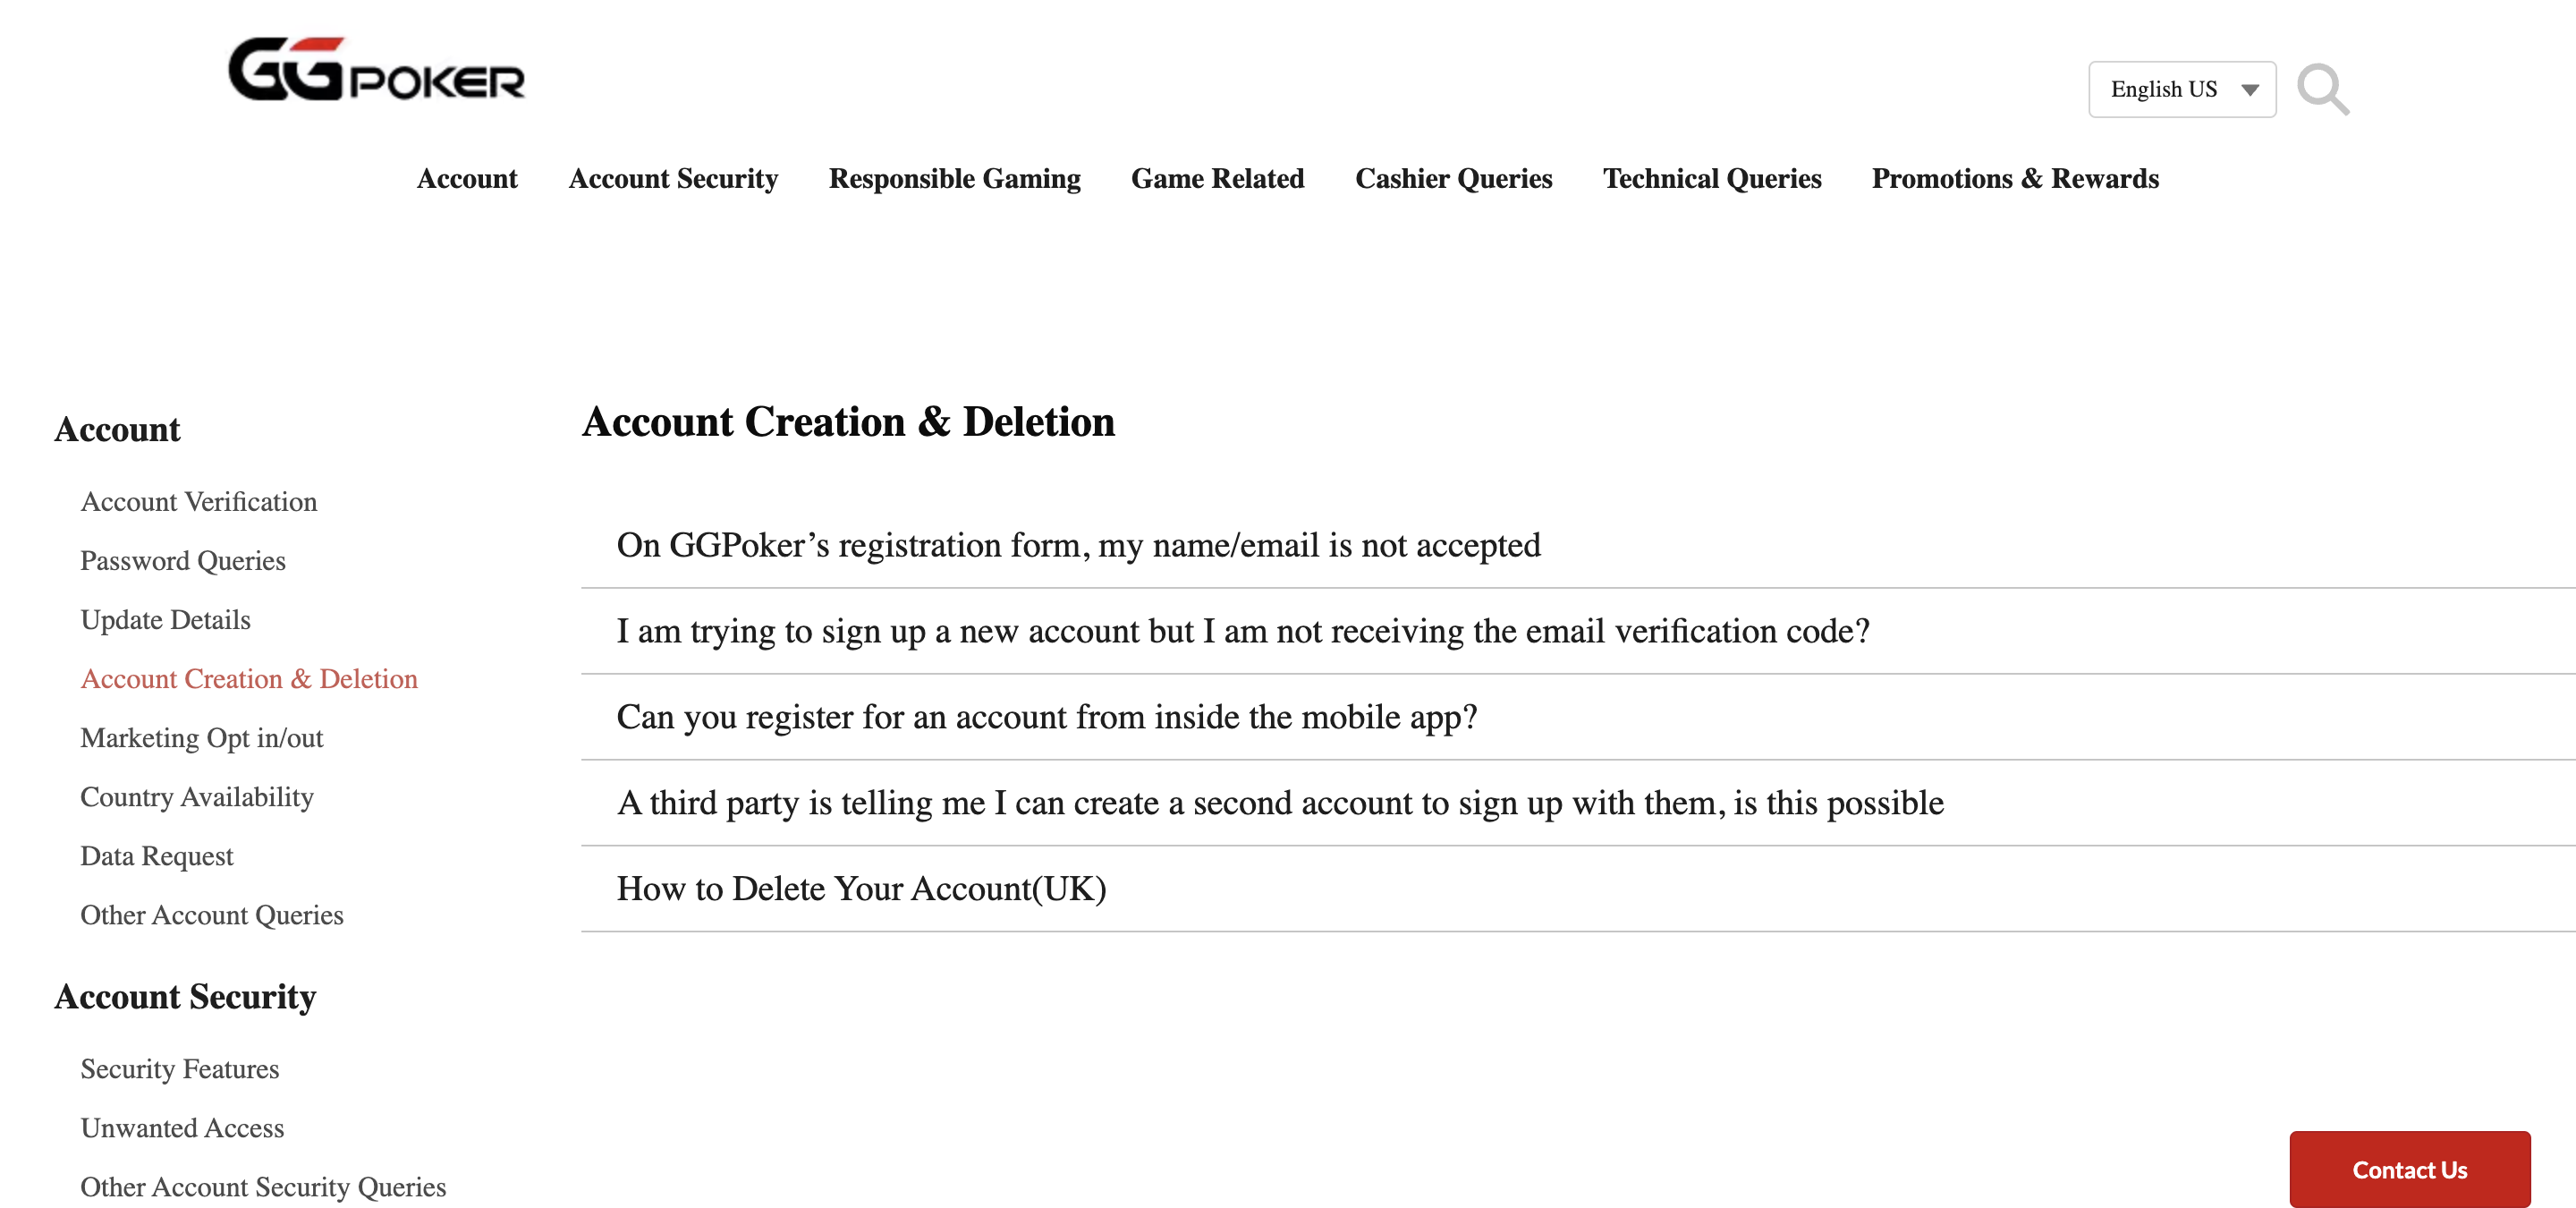 GGPOKER
English US
Account Account Security Responsible Gaming Game Related Cashier Queries Technical Queries Promotions & Rewards
Account
Account Verification
Password Queries
Update Details
Account Creation & Deletion
Marketing Opt in/out
Country Availability
Data Request
Other Account Queries
Account Security
Security Features
Unwanted Access
Other Account Security Queries
Account Creation & Deletion
On GGPoker’s registration form, my name/email is not accepted
I am trying to sign up a new account but I am not receiving the email verification code?
Can you register for an account from inside the mobile app?
A third party is telling me I can create a second account to sign up with them, is this possible
How to Delete Your Account(UK)
Contact Us